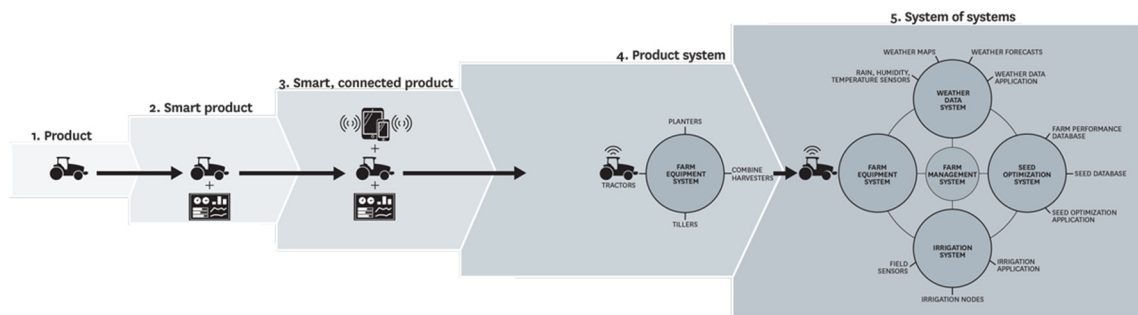 1. Product
2. Smart product
+
3. Smart, connected product
+
+
4. Product system
PLANTERS
TRACTORS
FARM
EQUIPMENT
SYSTEM
COMBINE
HARVESTERS
TILLERS
5. System of systems
WEATHER MAPS
WEATHER FORECASTS
RAIN, HUMIDITY,
TEMPERATURE SENSORS
WEATHER DATA
APPLICATION
WEATHER
DATA
SYSTEM
FARM
EQUIPMENT
SYSTEM
FARM
MANAGEMENT
SYSTEM
SEED
OPTIMIZATION
SYSTEM
FARM PERFORMANCE
DATABASE
SEED DATABASE
SEED OPTIMIZATION
APPLICATION
IRRIGATION
SYSTEM
FIELD
SENSORS
IRRIGATION
APPLICATION
IRRIGATION NODES